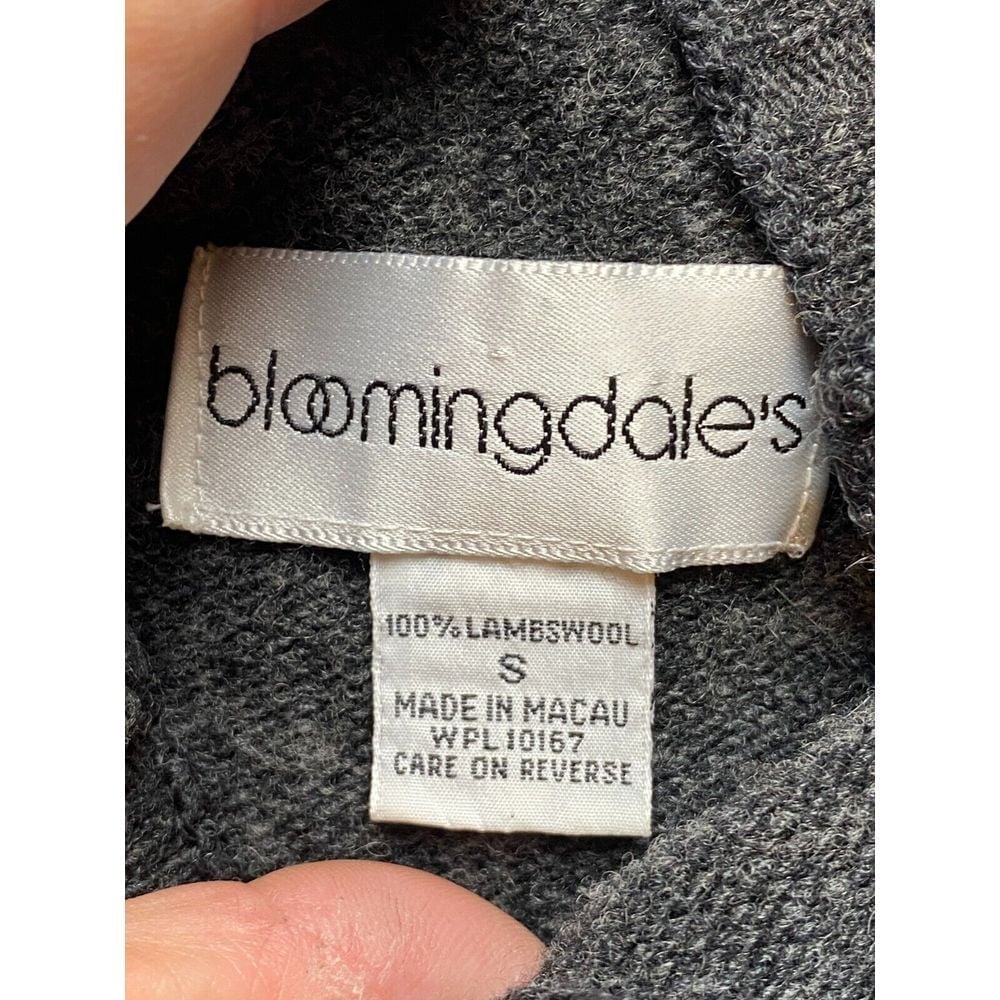 bloomingdale's
100% LAMBSWOOL
S
MADE IN MACAU
WPL 10167
CARE ON REVERSE